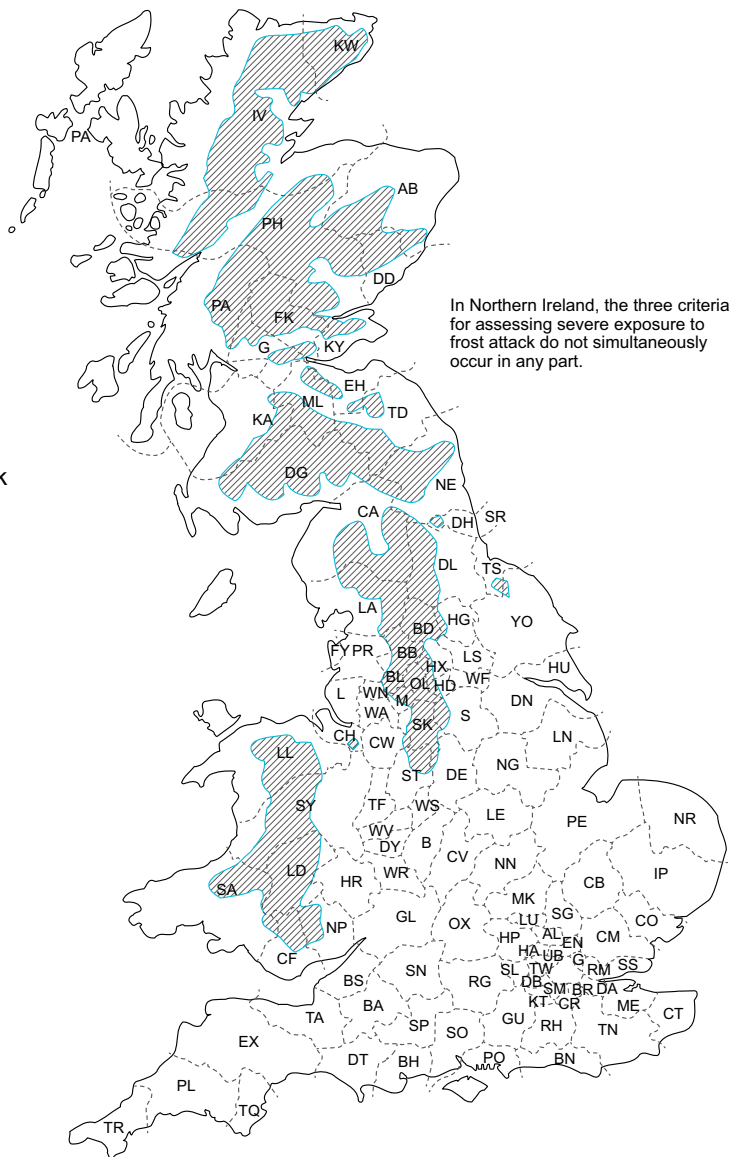 KW
IV
PA
AB
PH
DD
PA
FK
In Northern Ireland, the three criteria
for assessing severe exposure to
frost attack do not simultaneously
occur in any part.
G
KY
EH
ML
TD
KA
DG
NE
K
CA
DH
SR
DL
TS
LA
HG
YO
BD
FY
PR
BB
LS
HX
HU
BL
OL
HD
WF
L
WN
M
DN
WA
S
SK
CH
CW
LN
LL
ST
DE
NG
SY
TF
WS
LE
PE
NR
WV
DY
B
CV
NN
LD
HR
WR
CB
IP
SA
MK
NP
GL
OX
LU
SG
CO
HP
AL
EN
CM
HA
UB
G
CF
SL
TW
RM
SS
BS
SN
RG
DB
SM
BR
DA
KT
CR
ME
CT
TA
BA
SP
SO
GU
RH
TN
EX
DT
BH
PO
BN
PL
TQ
TR